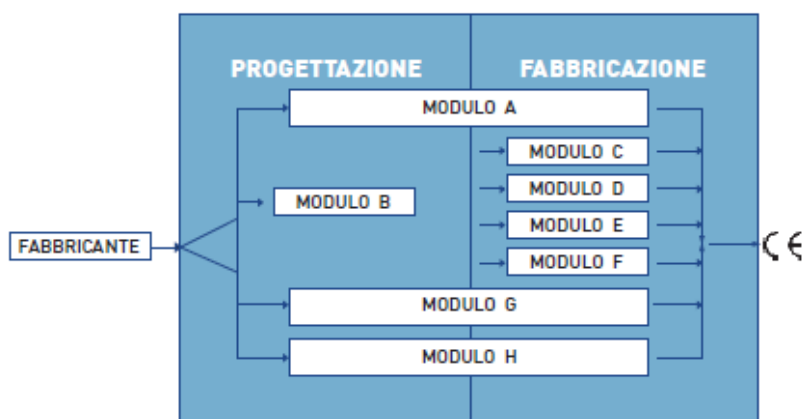 PROGETTAZIONE
FABBRICAZIONE
MODULO A
MODULO C
MODULO D
MODULO B
MODULO E
FABBRICANTE
CE
MODULO F
MODULO G
MODULO H